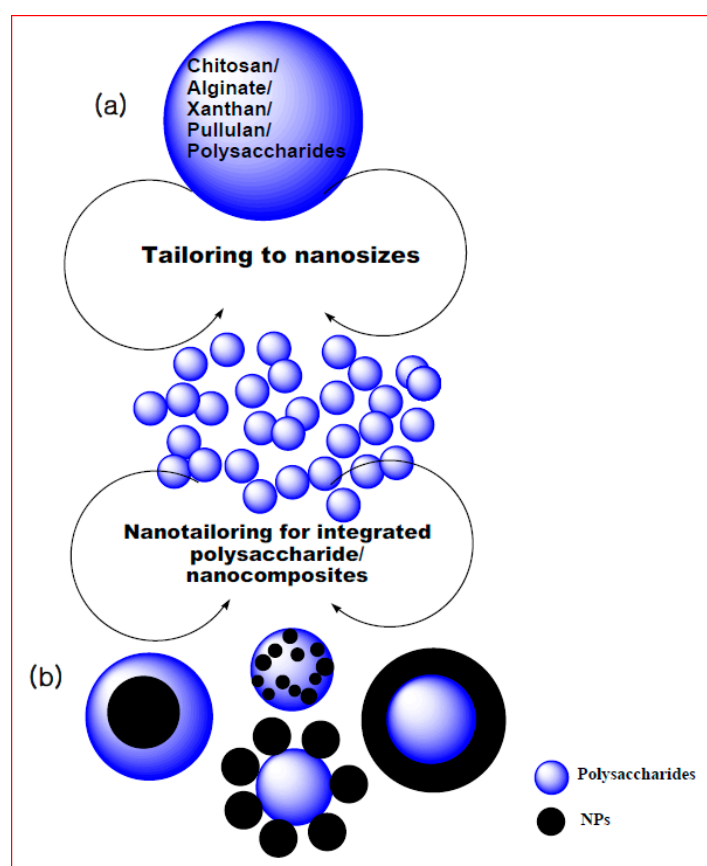 (a)
Chitosan/
Alginate/
Xanthan/
Pullulan/
Polysaccharides
Tailoring to nanosizes
Nanotailoring for integrated
polysaccharide/
nanocomposites
(b)
Polysaccharides
NPs